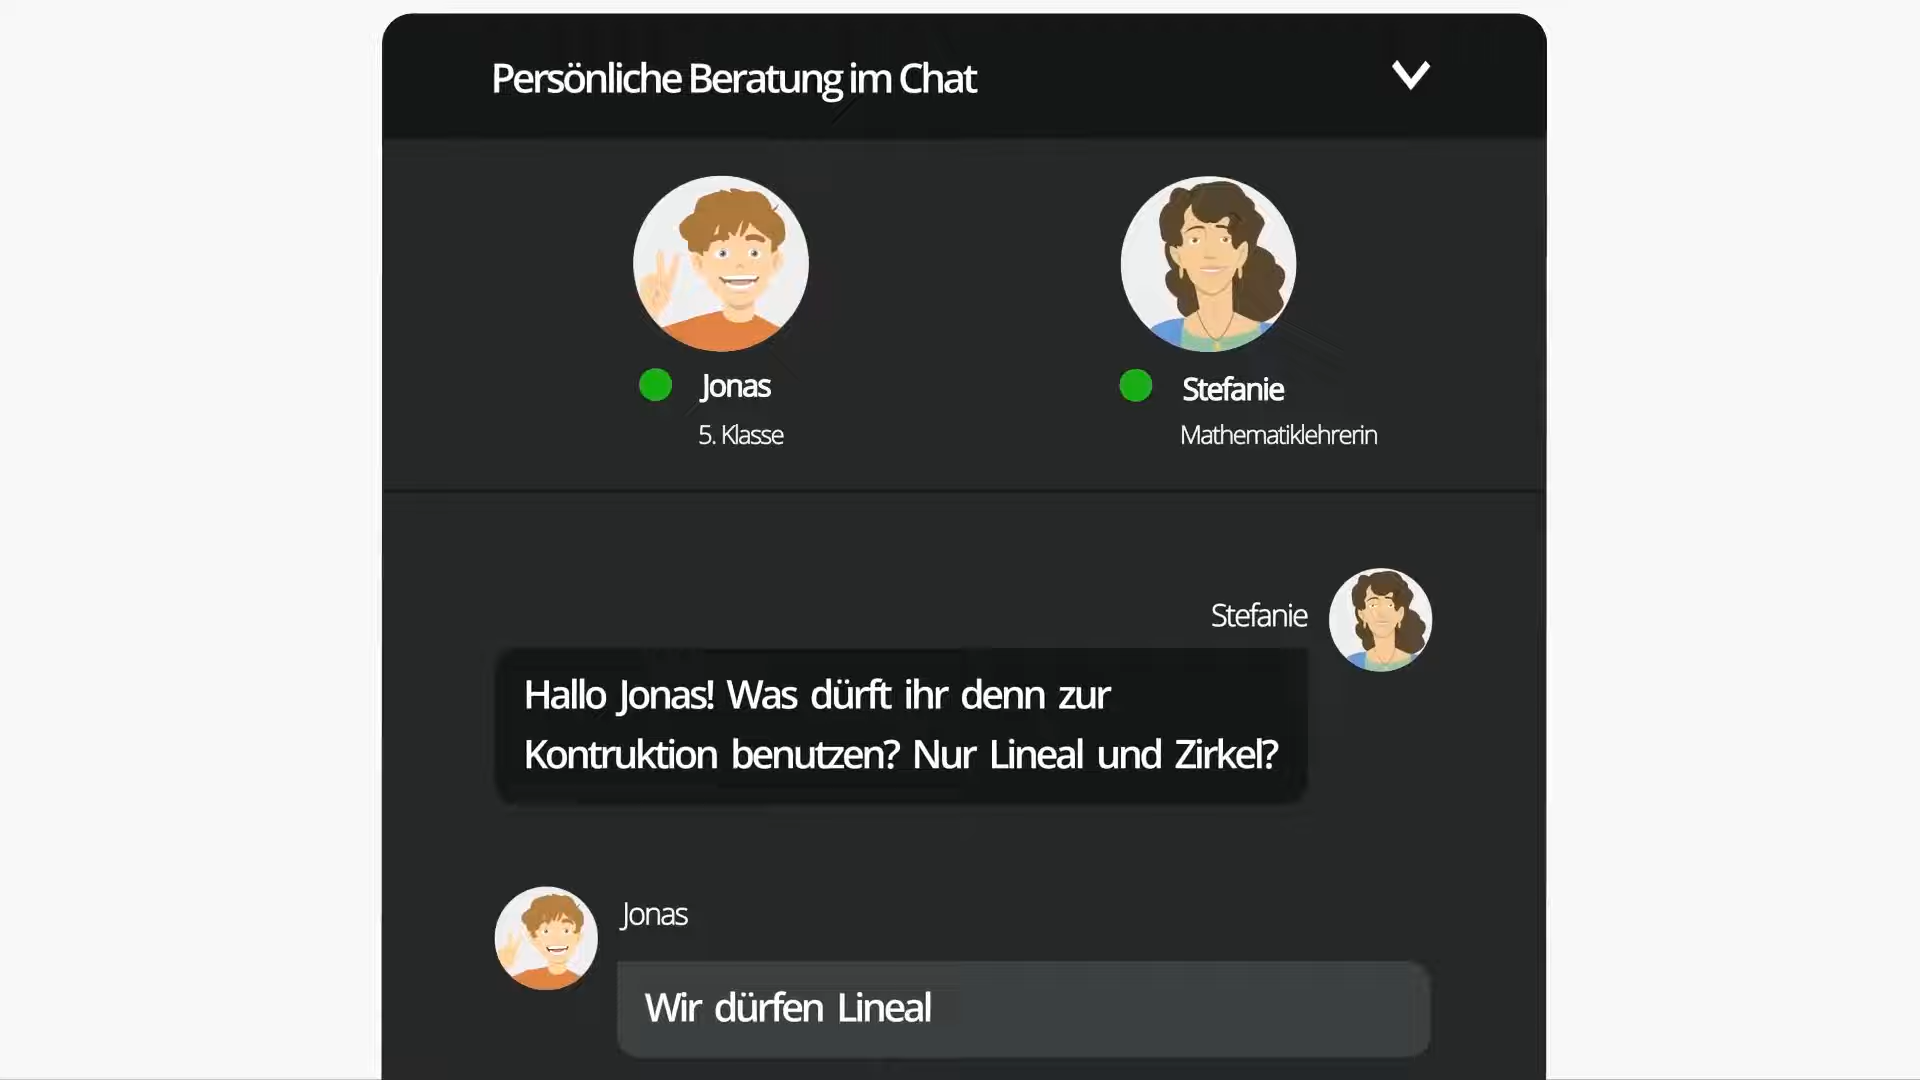 Persönliche Beratung im Chat
Jonas
5. Klasse
Stefanie
Mathematiklehrerin
Stefanie
Hallo Jonas! Was dürft ihr denn zur
Kontruktion benutzen? Nur Lineal und Zirkel?
Jonas
Wir dürfen Lineal